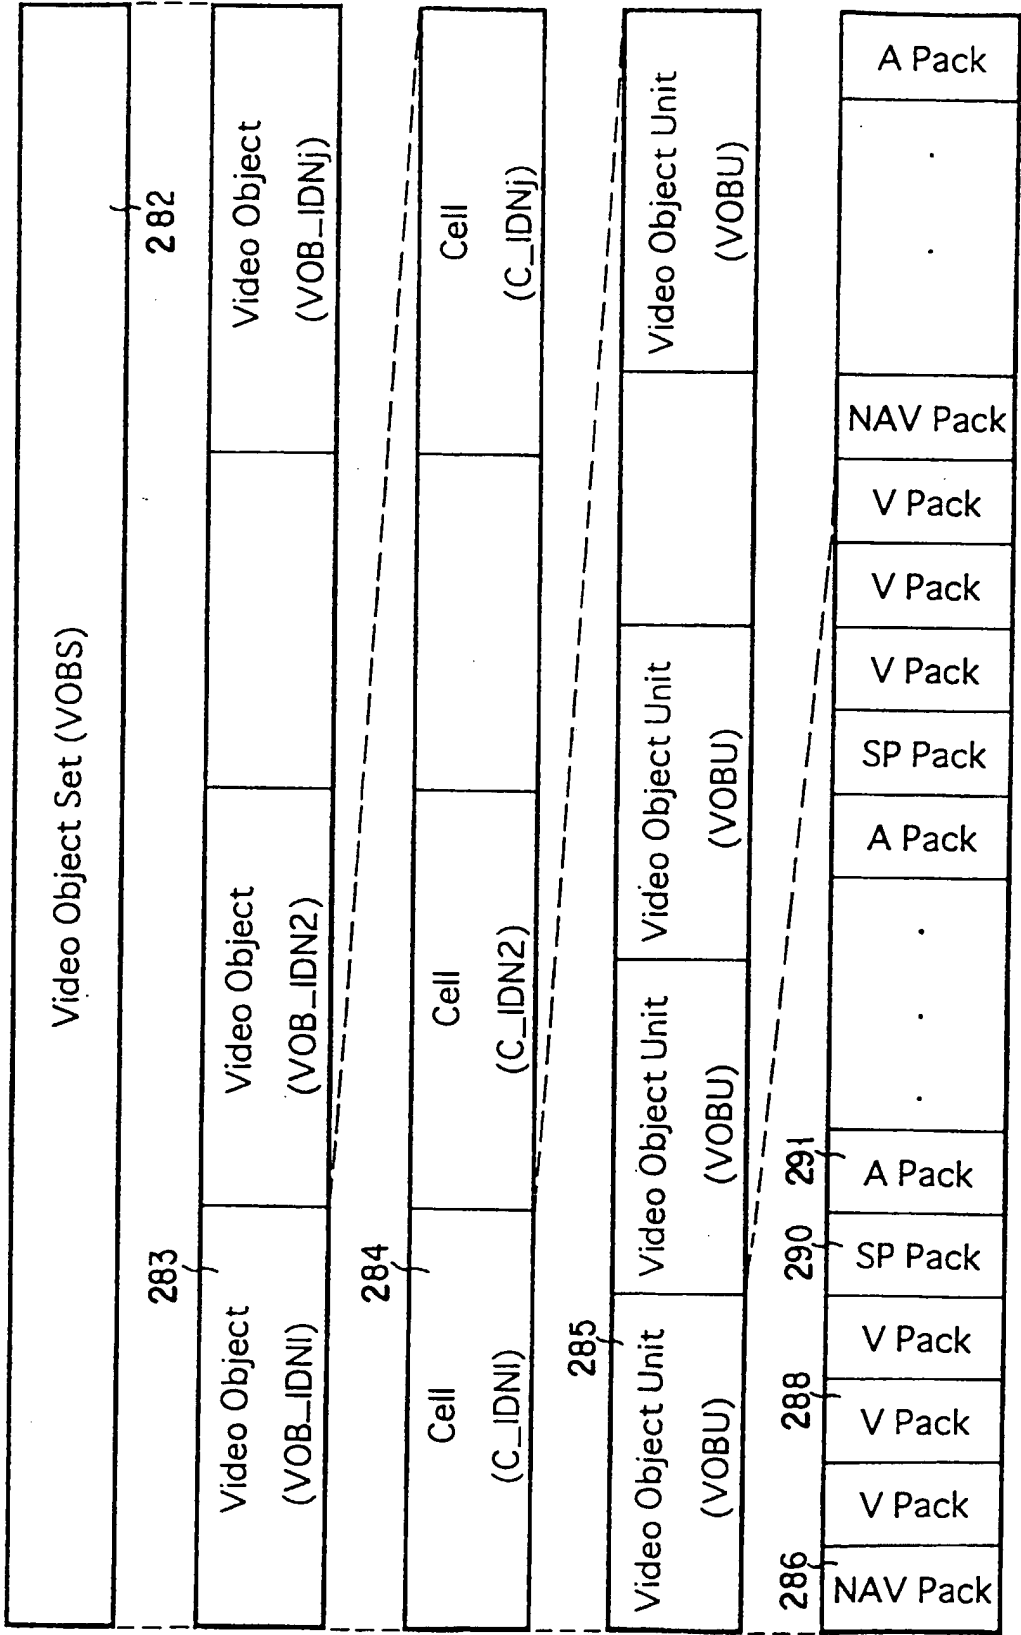 Video Object Set (VOBS)
282
283
Video Object
(VOB_IDN1)
Video Object
(VOB_IDN2)
Video Object
(VOB_IDNj)
284
Cell
(C_IDN1)
Cell
(C_IDN2)
Cell
(C_IDNj)
285
Video Object Unit
(VOBU)
Video Object Unit
(VOBU)
Video Object Unit
(VOBU)
Video Object Unit
(VOBU)
286
288
290
291
NAV Pack
V Pack
V Pack
V Pack
SP Pack
A Pack
. . .
A Pack
SP Pack
V Pack
V Pack
V Pack
NAV Pack
. .
A Pack